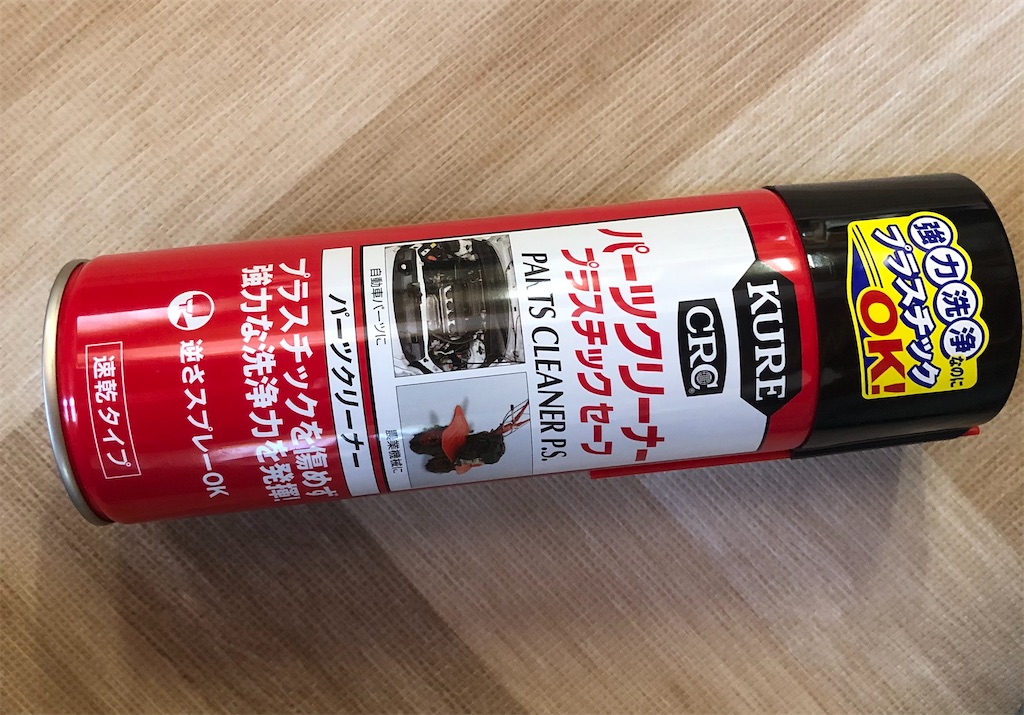 強力洗浄なのに
プラスチック
OK!
KURE
CRC
パーツクリーナー
プラスチックセーフ
PARTS CLEANER P.S.
自動車パーツに
農業機械に
パーツクリーナー
プラスチックを傷めず
強力な洗浄力を発揮!
逆さスプレーOK
速乾タイプ